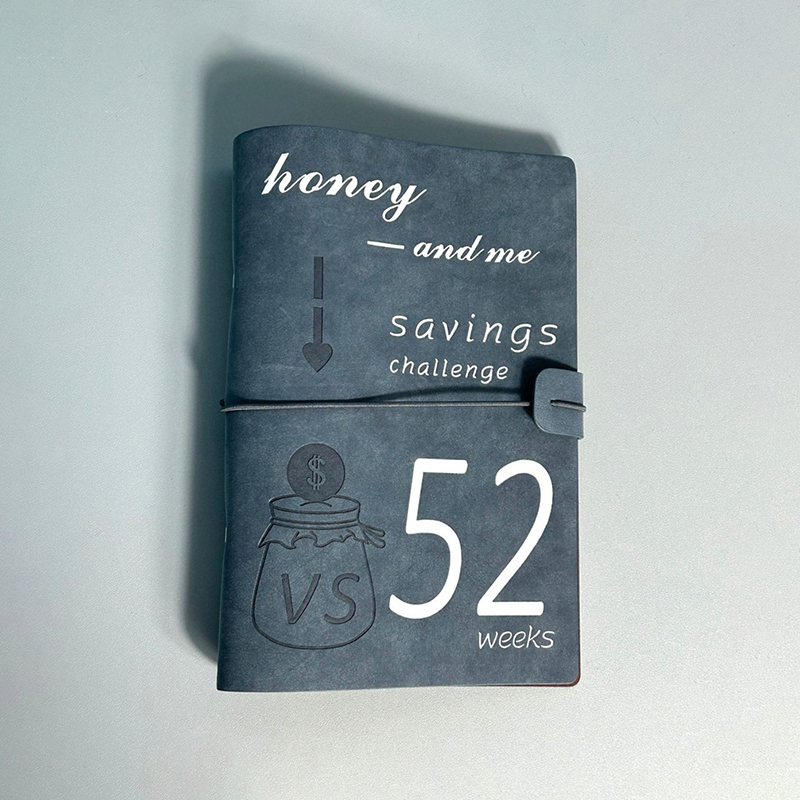 honey
— and me
savings
challenge
$
VS
52
weeks